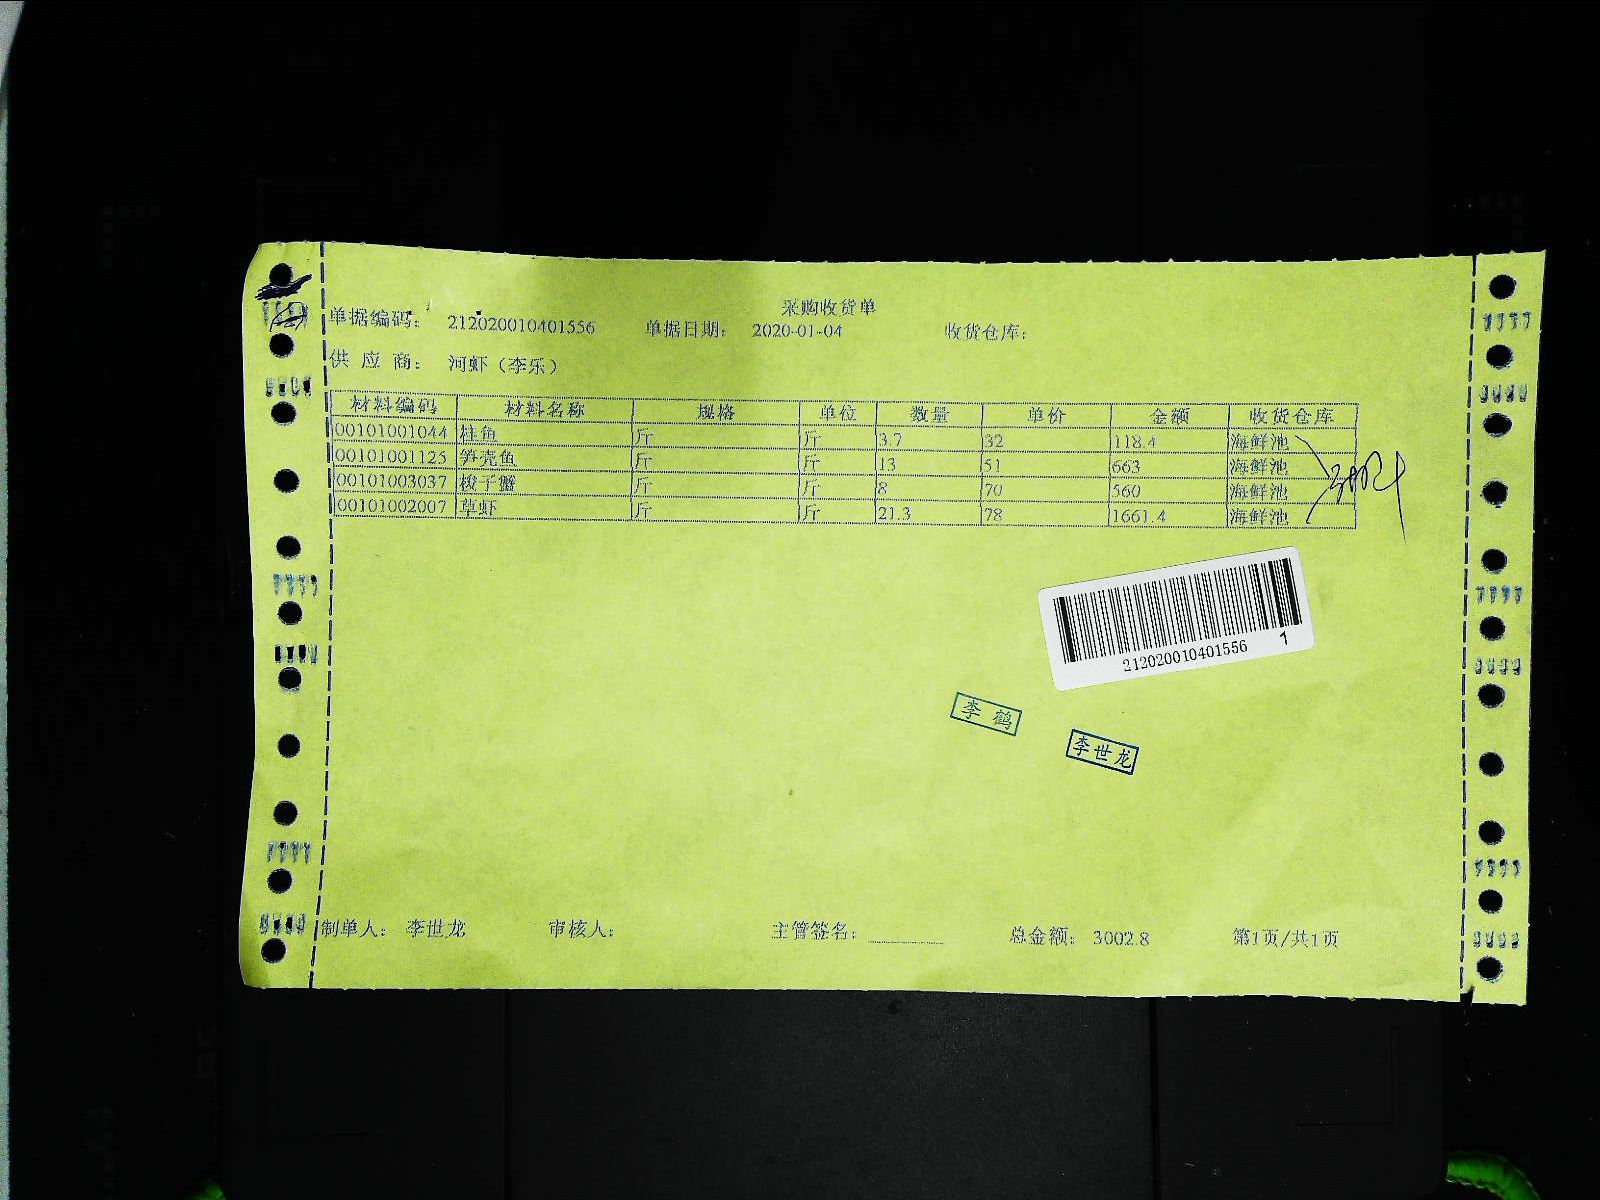 采购收货单
单据编码： 212020010401556 单据日期： 2020-01-04 收货仓库：
供 应 商： 河虾（李乐）
材料编码 材料名称 规格 单位 数量 单价 金额 收货仓库
00101001044 桂鱼 斤 斤 3.7 32 118.4 海鲜池
00101001125 笋壳鱼 斤 斤 13 51 663 海鲜池
00101003037 梭子蟹 斤 斤 8 70 560 海鲜池
00101002007 草虾 斤 斤 21.3 78 1661.4 海鲜池
212020010401556 1
李鹤
李世龙
制单人： 李世龙 审核人： 主管签名： 总金额： 3002.8 第1页/共1页